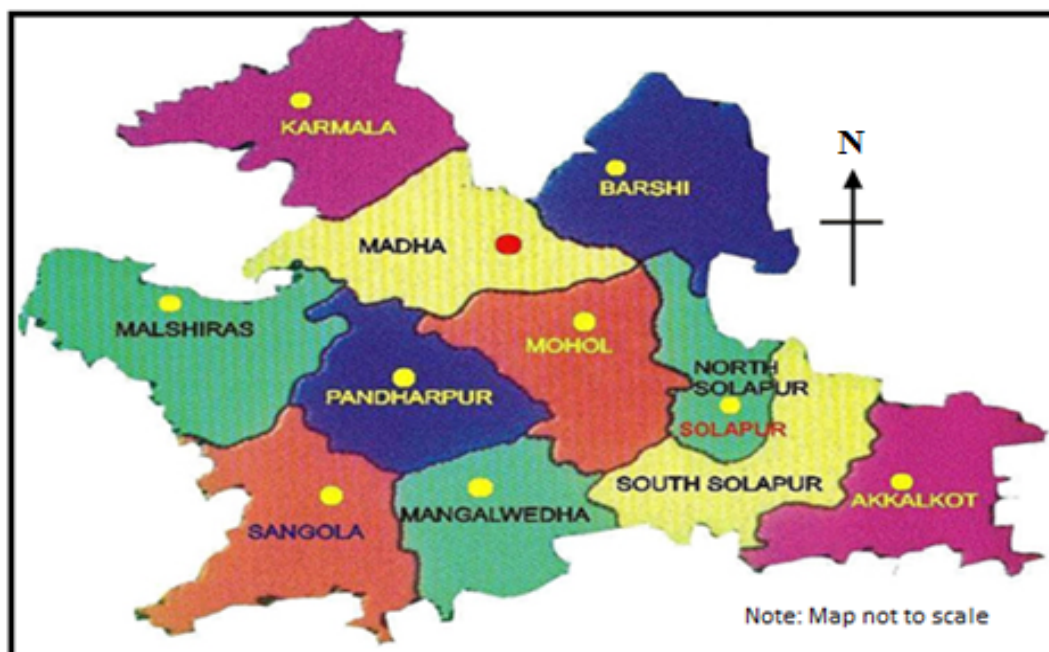 KARMALA
N
BARSHI
MADHA
MALSHIRAS
MOHOL
NORTH
SOLAPUR
PANDHARPUR
SOLAPUR
SOUTH SOLAPUR
AKKALKOT
MANGALWEDHA
SANGOLA
Note: Map not to scale